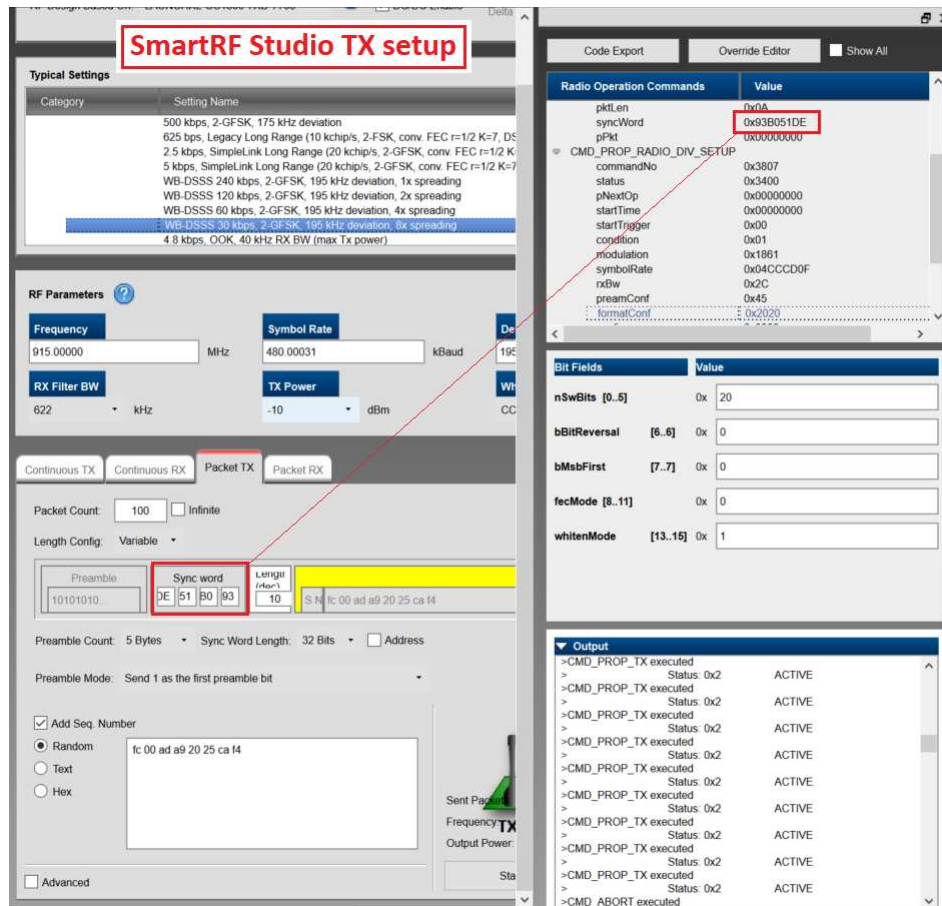 SmartRF Studio TX setup
Typical Settings
Category Setting Name
500 kbps, 2-GFSK, 175 kHz deviation
625 bps, Legacy Long Range (10 kchip/s, 2-FSK, conv. FEC r=1/2 K=7, DS
2.5 kbps, SimpleLink Long Range (20 kchip/s, 2-GFSK, conv. FEC r=1/2 K
5 kbps, SimpleLink Long Range (20 kchip/s, 2-GFSK, conv. FEC r=1/2 K=7
WB-DSSS 240 kbps, 2-GFSK, 195 kHz deviation, 1x spreading
WB-DSSS 120 kbps, 2-GFSK, 195 kHz deviation, 2x spreading
WB-DSSS 60 kbps, 2-GFSK, 195 kHz deviation, 4x spreading
WB-DSSS 30 kbps, 2-GFSK, 195 kHz deviation, 8x spreading
4.8 kbps, OOK, 40 kHz RX BW (max Tx power)
RF Parameters ?
Frequency Symbol Rate De
915.00000 MHz 480.00031 kBaud 195
RX Filter BW TX Power Wh
622 kHz -10 dBm CC
Continuous TX Continuous RX Packet TX Packet RX
Packet Count: 100 Infinite
Length Config: Variable
Preamble Sync word Length (dec)
10101010... DE 51 B0 93 10 S N fc 00 ad a9 20 25 ca f4
Preamble Count: 5 Bytes Sync Word Length: 32 Bits Address
Preamble Mode: Send 1 as the first preamble bit
Add Seq. Number
Random fc 00 ad a9 20 25 ca f4
Text
Hex
Sent Packe
Frequency TX
Output Power:
Sta
Advanced
Code Export Override Editor Show All
Radio Operation Commands Value
pktLen 0x0A
syncWord 0x93B051DE
pPkt 0x00000000
CMD_PROP_RADIO_DIV_SETUP
commandNo 0x3807
status 0x3400
pNextOp 0x00000000
startTime 0x00000000
startTrigger 0x00
condition 0x01
modulation 0x1861
symbolRate 0x04CCCD0F
rxBw 0x2C
preamConf 0x45
formatConf 0x2020
Bit Fields Value
nSwBits [0..5] 0x 20
bBitReversal [6..6] 0x 0
bMsbFirst [7..7] 0x 0
fecMode [8..11] 0x 0
whitenMode [13..15] 0x 1
Output
>CMD_PROP_TX executed
> Status: 0x2 ACTIVE
>CMD_PROP_TX executed
> Status: 0x2 ACTIVE
>CMD_PROP_TX executed
> Status: 0x2 ACTIVE
>CMD_PROP_TX executed
> Status: 0x2 ACTIVE
>CMD_PROP_TX executed
> Status: 0x2 ACTIVE
>CMD_PROP_TX executed
> Status: 0x2 ACTIVE
>CMD_PROP_TX executed
> Status: 0x2 ACTIVE
>CMD_PROP_TX executed
> Status: 0x2 ACTIVE
>CMD_PROP_TX executed
> Status: 0x2 ACTIVE
>CMD_ABORT executed